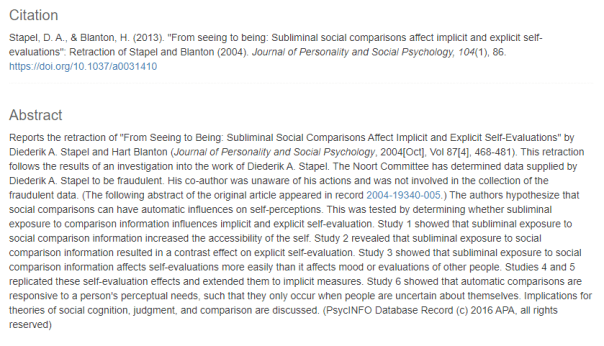 Citation
Stapel, D. A., & Blanton, H. (2013). "From seeing to being: Subliminal social comparisons affect implicit and explicit self-
evaluations": Retraction of Stapel and Blanton (2004). Journal of Personality and Social Psychology, 104(1), 86.
https://doi.org/10.1037/a0031410
Abstract
Reports the retraction of "From Seeing to Being: Subliminal Social Comparisons Affect Implicit and Explicit Self-Evaluations" by
Diederik A. Stapel and Hart Blanton (Journal of Personality and Social Psychology, 2004[Oct], Vol 87[4], 468-481). This retraction
follows the results of an investigation into the work of Diederik A. Stapel. The Noort Committee has determined data supplied by
Diederik A. Stapel to be fraudulent. His co-author was unaware of his actions and was not involved in the collection of the
fraudulent data. (The following abstract of the original article appeared in record 2004-19340-005.) The authors hypothesize that
social comparisons can have automatic influences on self-perceptions. This was tested by determining whether subliminal
exposure to comparison information influences implicit and explicit self-evaluation. Study 1 showed that subliminal exposure to
social comparison information increased the accessibility of the self. Study 2 revealed that subliminal exposure to social
comparison information resulted in a contrast effect on explicit self-evaluation. Study 3 showed that subliminal exposure to social
comparison information affects self-evaluations more easily than it affects mood or evaluations of other people. Studies 4 and 5
replicated these self-evaluation effects and extended them to implicit measures. Study 6 showed that automatic comparisons are
responsive to a person's perceptual needs, such that they only occur when people are uncertain about themselves. Implications for
theories of social cognition, judgment, and comparison are discussed. (PsycINFO Database Record (c) 2016 APA, all rights
reserved)